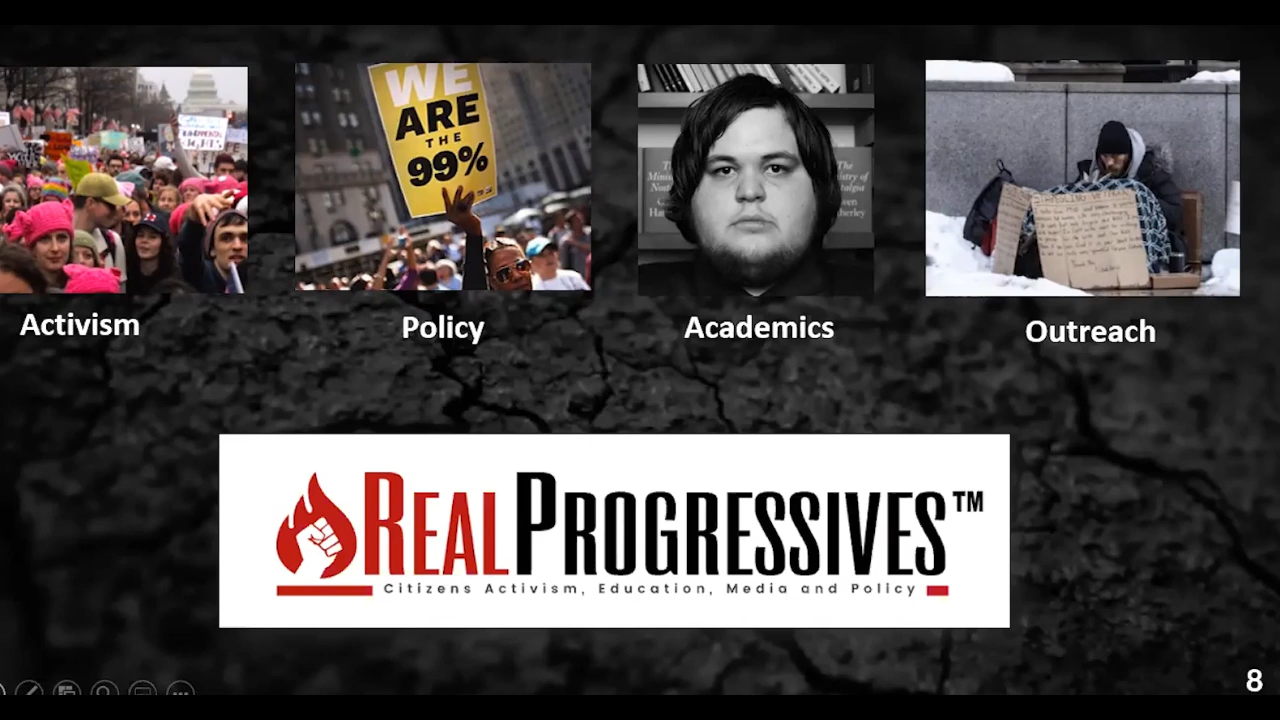 WE
ARE
THE
99%
Activism
Policy
Academics
Outreach
REALPROGRESSIVES™
Citizens Activism, Education, Media and Policy
8